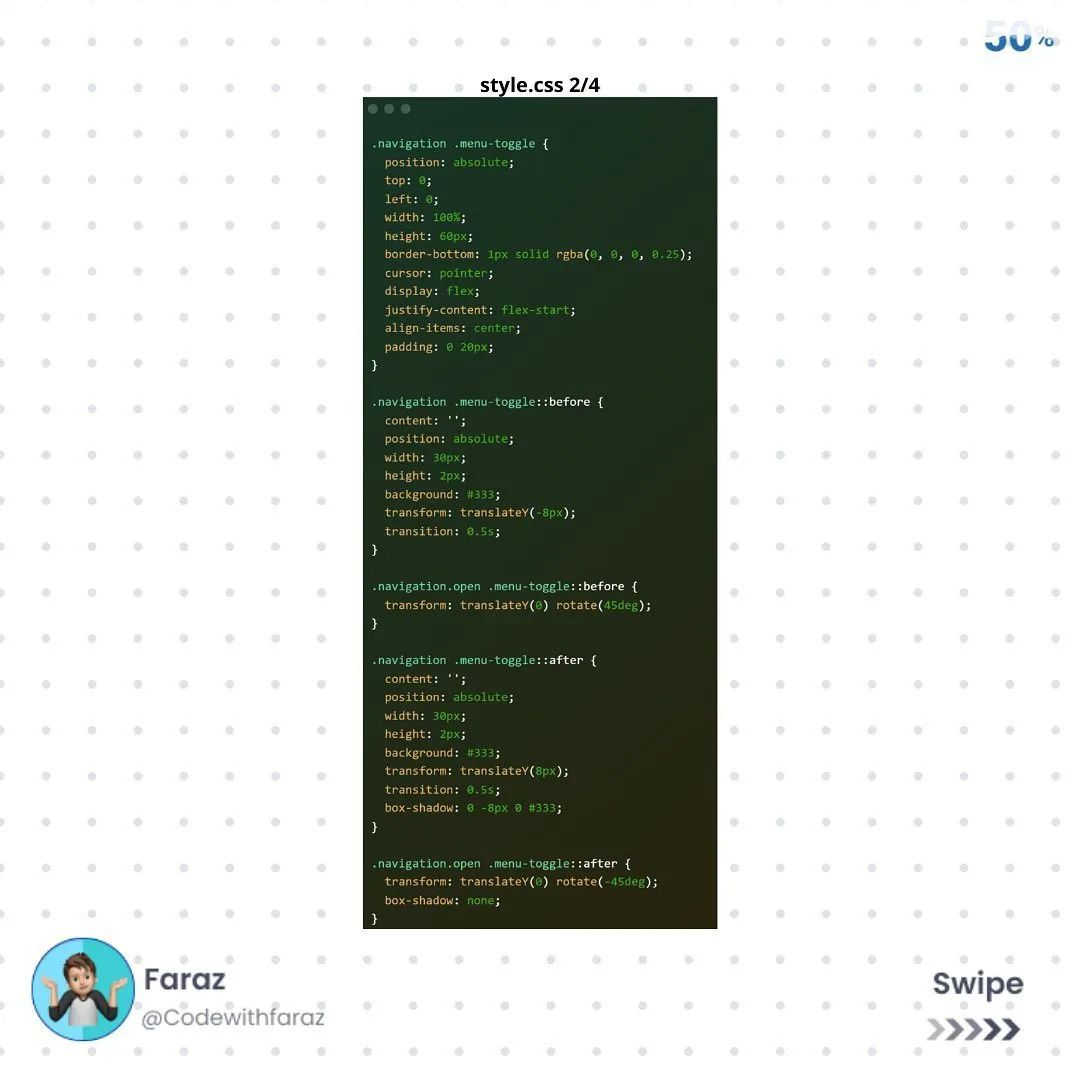 50%
style.css 2/4
.navigation .menu-toggle {
  position: absolute;
  top: 0;
  left: 0;
  width: 100%;
  height: 60px;
  border-bottom: 1px solid rgba(0, 0, 0, 0.25);
  cursor: pointer;
  display: flex;
  justify-content: flex-start;
  align-items: center;
  padding: 0 20px;
}
.navigation .menu-toggle::before {
  content: '';
  position: absolute;
  width: 30px;
  height: 2px;
  background: #333;
  transform: translateY(-8px);
  transition: 0.5s;
}
.navigation.open .menu-toggle::before {
  transform: translateY(0) rotate(45deg);
}
.navigation .menu-toggle::after {
  content: '';
  position: absolute;
  width: 30px;
  height: 2px;
  background: #333;
  transform: translateY(8px);
  transition: 0.5s;
  box-shadow: 0 -8px 0 #333;
}
.navigation.open .menu-toggle::after {
  transform: translateY(0) rotate(-45deg);
  box-shadow: none;
}
Faraz
@Codewithfaraz
Swipe